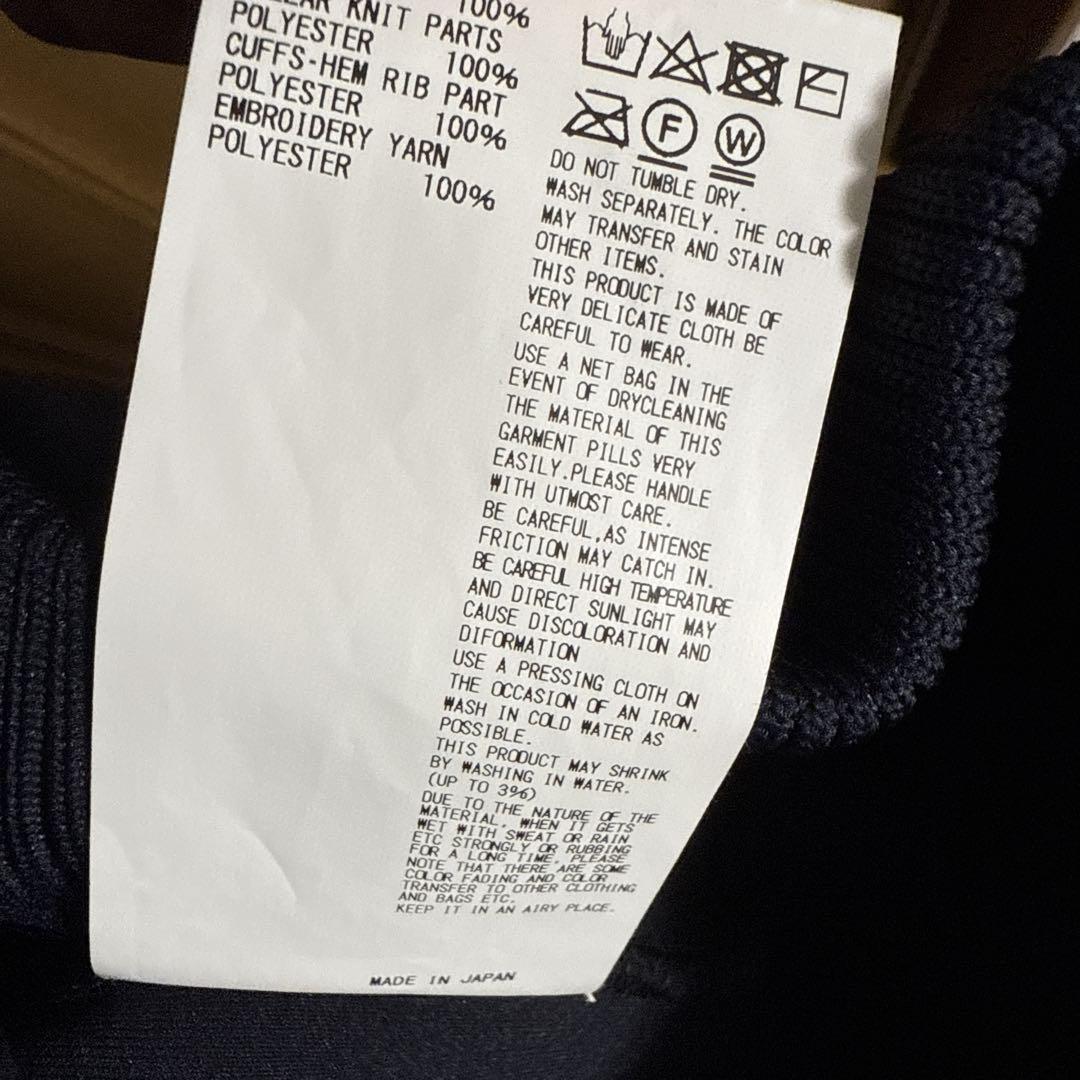 100%
KNIT PARTS
POLYESTER 100%
CUFFS-HEM RIB PART
POLYESTER 100%
EMBROIDERY YARN
POLYESTER 100%
F
W
DO NOT TUMBLE DRY.
WASH SEPARATELY. THE COLOR
MAY TRANSFER AND STAIN
OTHER ITEMS.
THIS PRODUCT IS MADE OF
VERY DELICATE CLOTH BE
CAREFUL TO WEAR.
USE A NET BAG IN THE
EVENT OF DRYCLEANING
THE MATERIAL OF THIS
GARMENT PILLS VERY
EASILY.PLEASE HANDLE
WITH UTMOST CARE.
BE CAREFUL,AS INTENSE
FRICTION MAY CATCH IN.
BE CAREFUL HIGH TEMPERATURE
AND DIRECT SUNLIGHT MAY
CAUSE DISCOLORATION AND
DIFORMATION
USE A PRESSING CLOTH ON
THE OCCASION OF AN IRON.
WASH IN COLD WATER AS
POSSIBLE.
THIS PRODUCT MAY SHRINK
BY WASHING IN WATER.
(UP TO 3%)
DUE TO THE NATURE OF THE
MATERIAL, WHEN IT GETS
WET WITH SWEAT OR RAIN
ETC STRONGLY OR RUBBING
FOR A LONG TIME, PLEASE
NOTE THAT THERE ARE SOME
COLOR FADING AND COLOR
TRANSFER TO OTHER CLOTHING
AND BAGS ETC.
KEEP IT IN AN AIRY PLACE.
MADE IN JAPAN